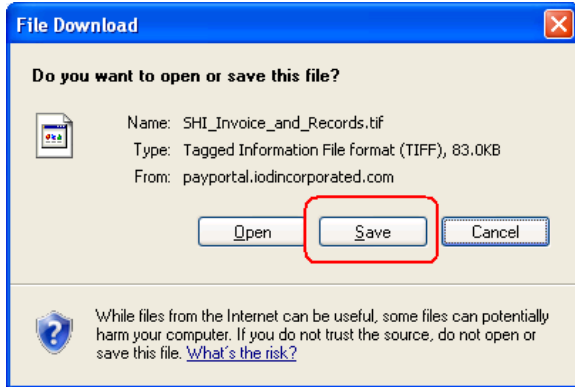 File Download
Do you want to open or save this file?
Name: SHI_Invoice_and_Records.tif
Type: Tagged Information File format (TIFF), 83.0KB
From: payportal.iodincorporated.com
Open Save Cancel
While files from the Internet can be useful, some files can potentially
harm your computer. If you do not trust the source, do not open or
save this file. What's the risk?